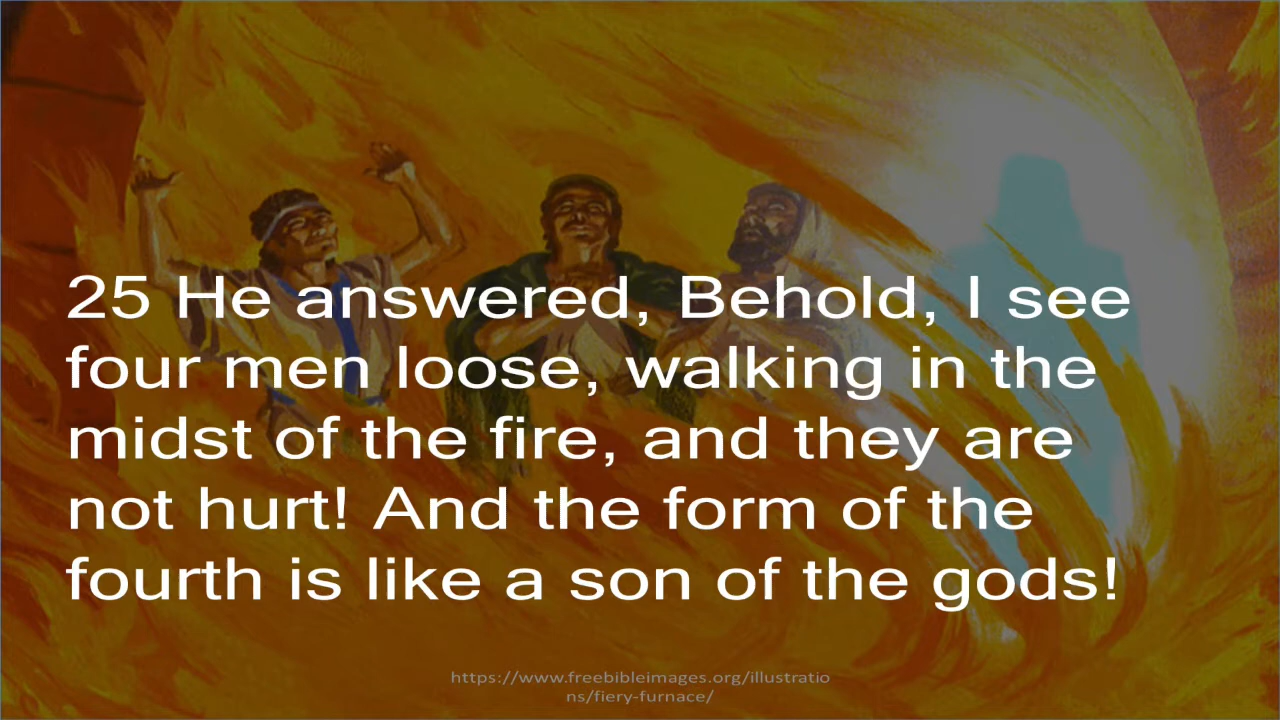 25 He answered, Behold, I see
four men loose, walking in the
midst of the fire, and they are
not hurt! And the form of the
fourth is like a son of the gods!
https://www.freebibleimages.org/illustratio
ns/fiery-furnace/